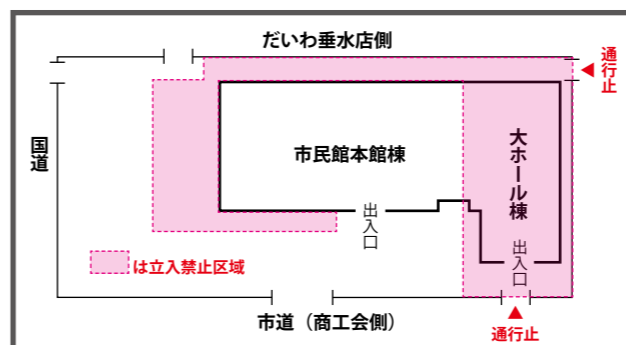 だいわ垂水店側
通行止
国道
市民館本館棟
大ホール棟
出入口
出入口
は立入禁止区域
市道（商工会側）
通行止